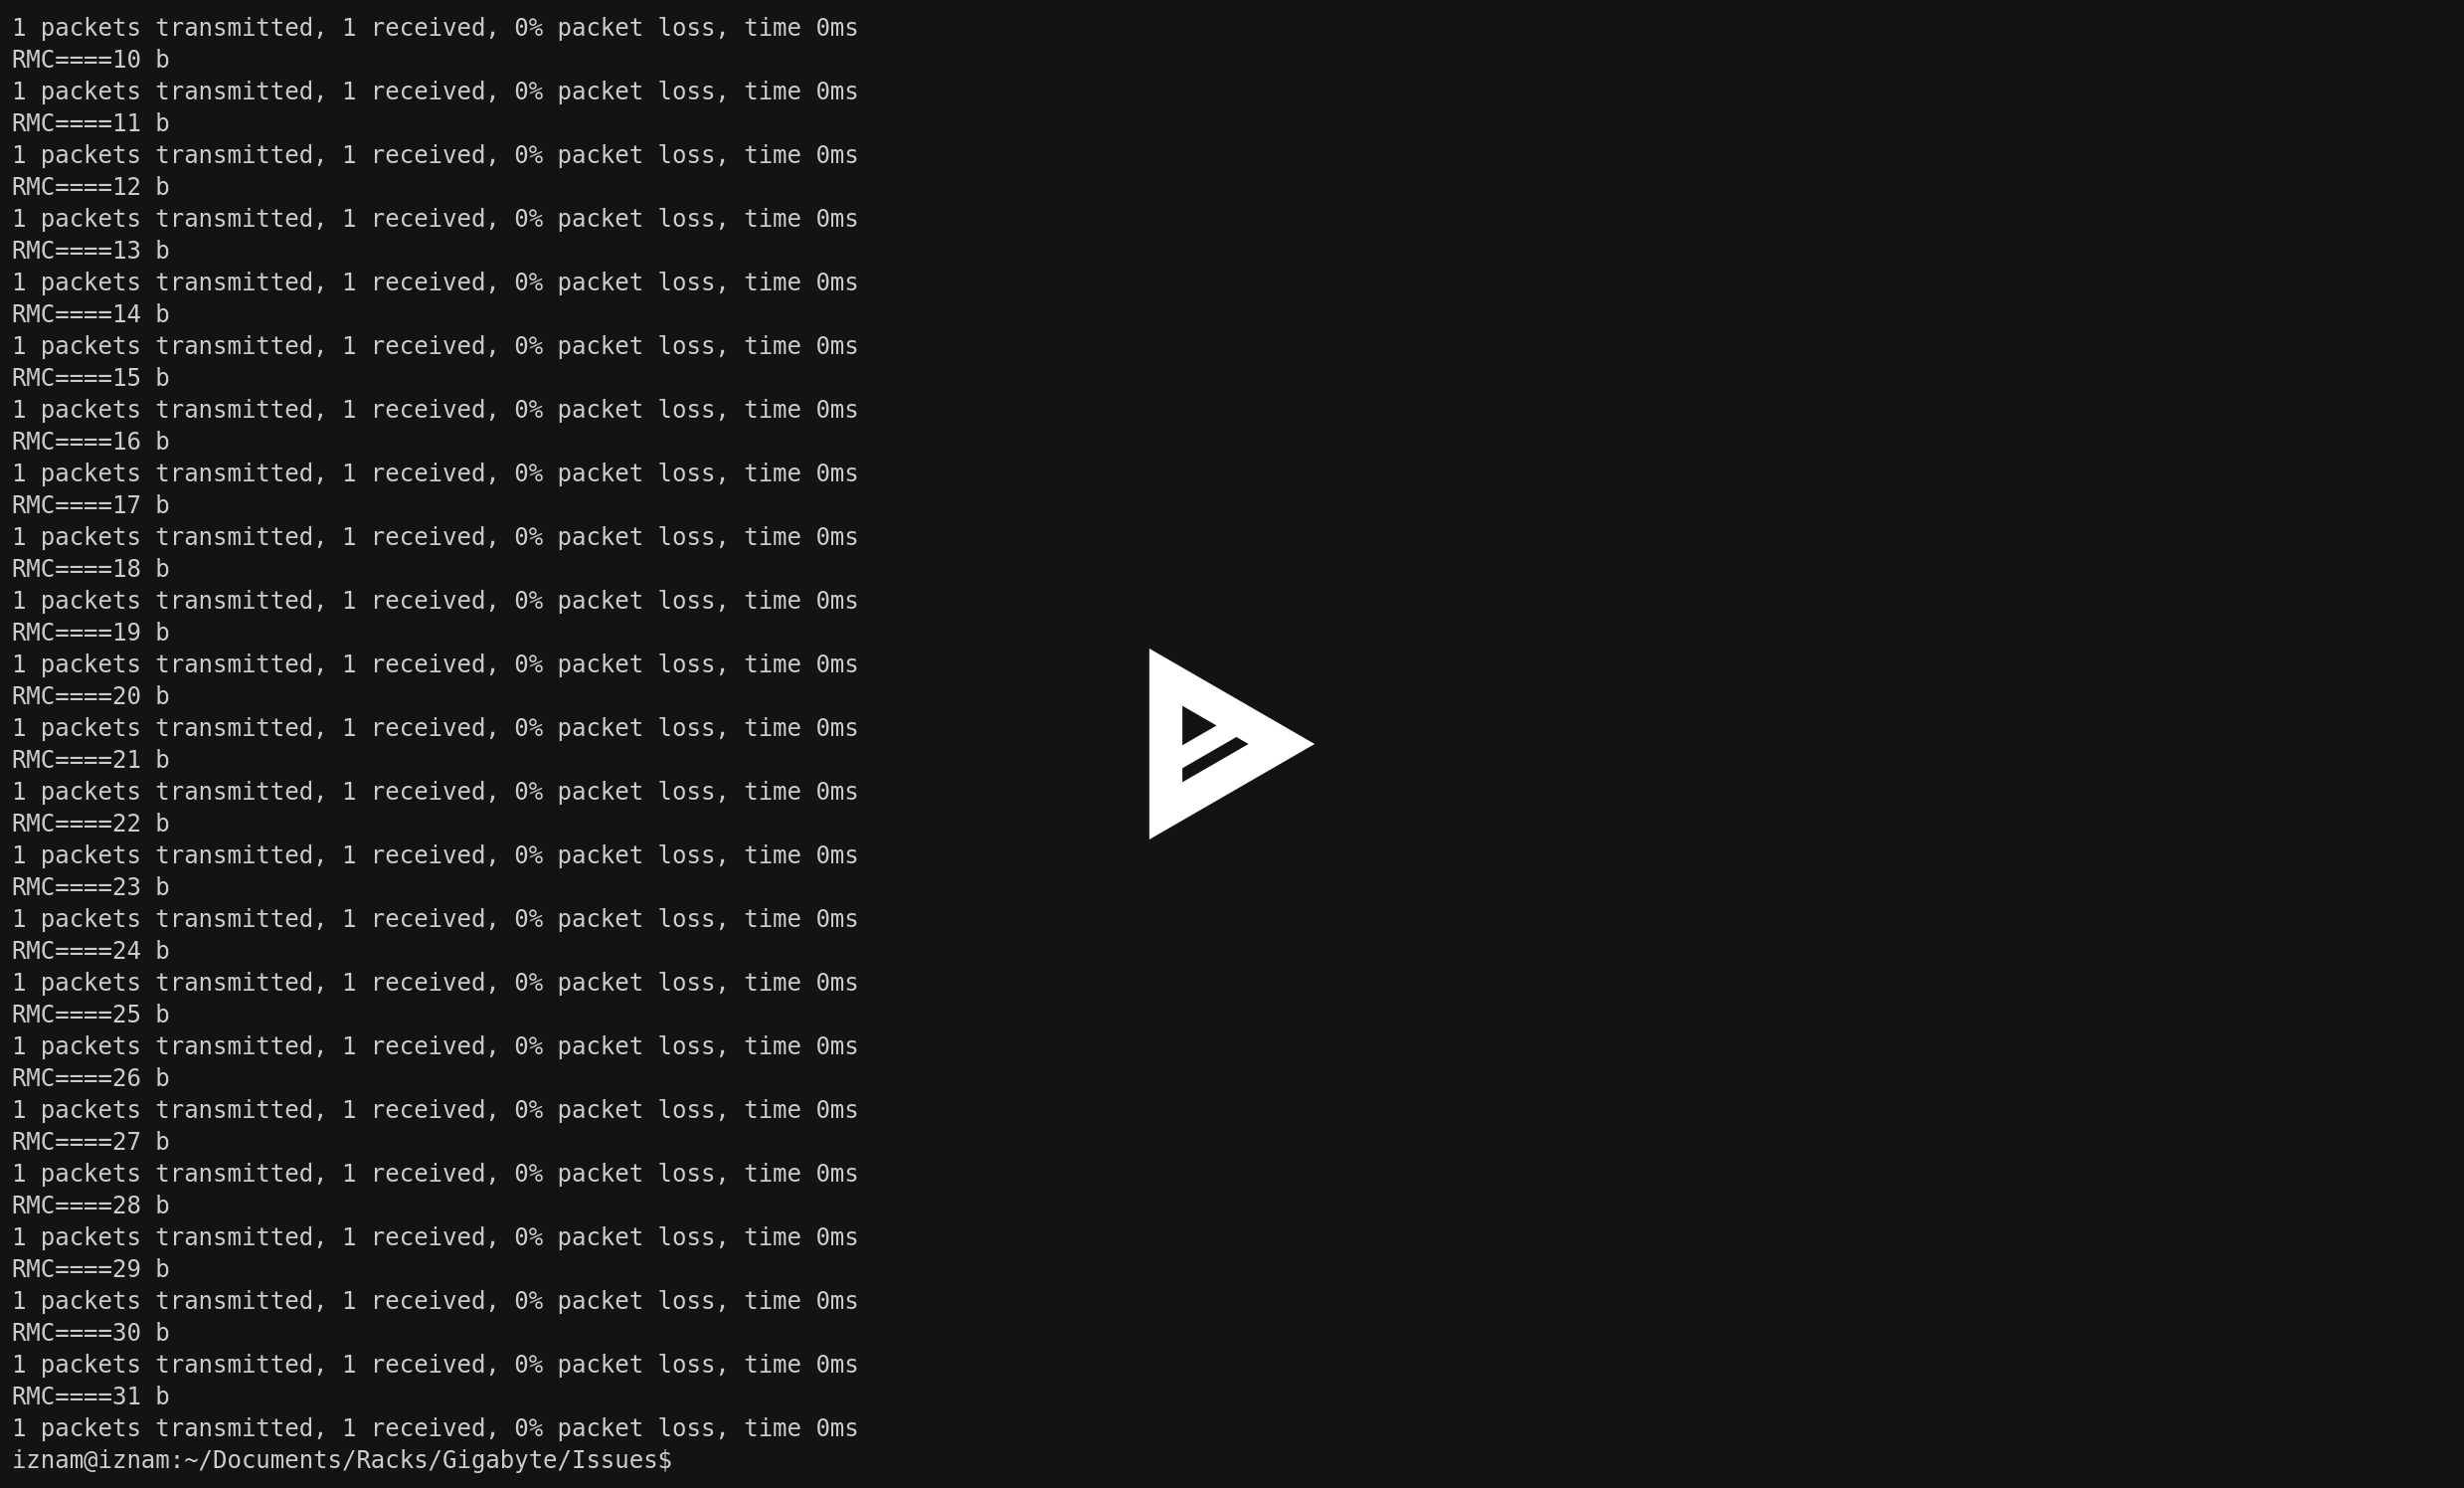 1 packets transmitted, 1 received, 0% packet loss, time 0ms
RMC====10 b
1 packets transmitted, 1 received, 0% packet loss, time 0ms
RMC====11 b
1 packets transmitted, 1 received, 0% packet loss, time 0ms
RMC====12 b
1 packets transmitted, 1 received, 0% packet loss, time 0ms
RMC====13 b
1 packets transmitted, 1 received, 0% packet loss, time 0ms
RMC====14 b
1 packets transmitted, 1 received, 0% packet loss, time 0ms
RMC====15 b
1 packets transmitted, 1 received, 0% packet loss, time 0ms
RMC====16 b
1 packets transmitted, 1 received, 0% packet loss, time 0ms
RMC====17 b
1 packets transmitted, 1 received, 0% packet loss, time 0ms
RMC====18 b
1 packets transmitted, 1 received, 0% packet loss, time 0ms
RMC====19 b
1 packets transmitted, 1 received, 0% packet loss, time 0ms
RMC====20 b
1 packets transmitted, 1 received, 0% packet loss, time 0ms
RMC====21 b
1 packets transmitted, 1 received, 0% packet loss, time 0ms
RMC====22 b
1 packets transmitted, 1 received, 0% packet loss, time 0ms
RMC====23 b
1 packets transmitted, 1 received, 0% packet loss, time 0ms
RMC====24 b
1 packets transmitted, 1 received, 0% packet loss, time 0ms
RMC====25 b
1 packets transmitted, 1 received, 0% packet loss, time 0ms
RMC====26 b
1 packets transmitted, 1 received, 0% packet loss, time 0ms
RMC====27 b
1 packets transmitted, 1 received, 0% packet loss, time 0ms
RMC====28 b
1 packets transmitted, 1 received, 0% packet loss, time 0ms
RMC====29 b
1 packets transmitted, 1 received, 0% packet loss, time 0ms
RMC====30 b
1 packets transmitted, 1 received, 0% packet loss, time 0ms
RMC====31 b
1 packets transmitted, 1 received, 0% packet loss, time 0ms
iznam@iznam:~/Documents/Racks/Gigabyte/Issues$